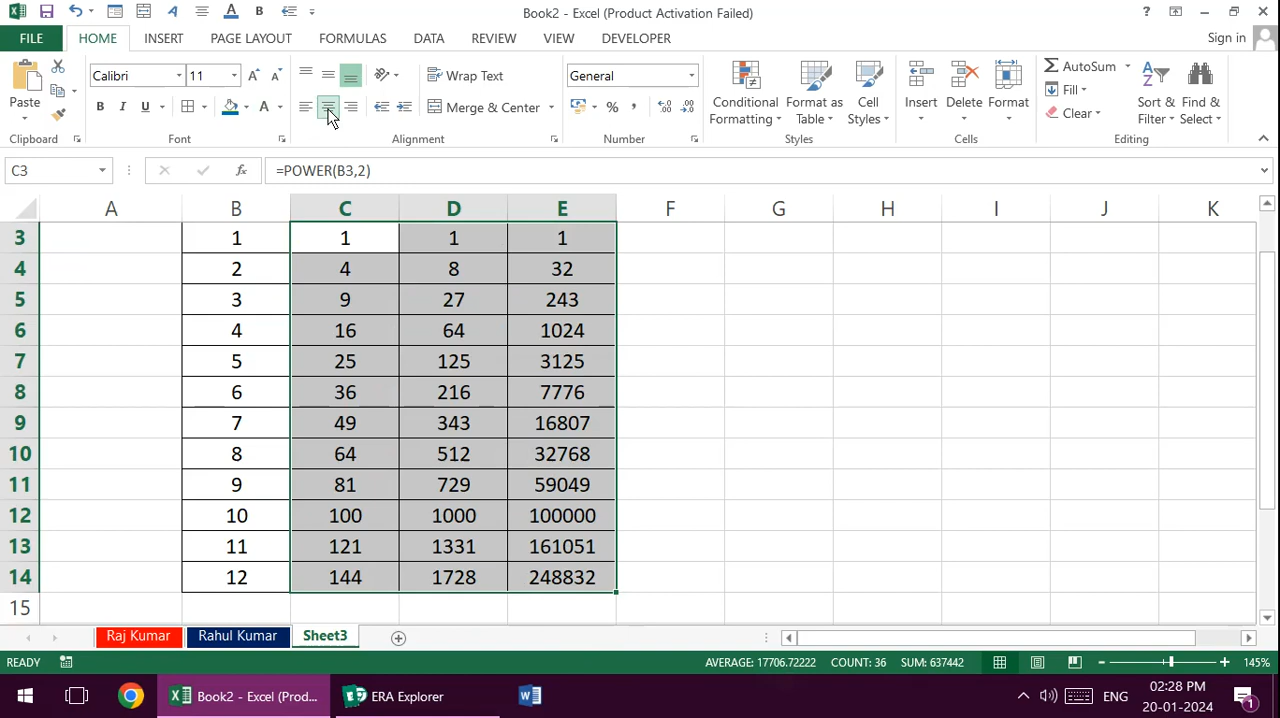 Book2 - Excel (Product Activation Failed)
FILE HOME INSERT PAGE LAYOUT FORMULAS DATA REVIEW VIEW DEVELOPER Sign in
Paste Calibri 11 Wrap Text General Conditional Formatting Format as Table Cell Styles Insert Delete Format AutoSum Sort & Filter Find & Select
B I U A Merge & Center % , Fill
Clear
Clipboard Font Alignment Number Styles Cells Editing
C3 fx =POWER(B3,2)
A B C D E F G H I J K
3 1 1 1 1
4 2 4 8 32
5 3 9 27 243
6 4 16 64 1024
7 5 25 125 3125
8 6 36 216 7776
9 7 49 343 16807
10 8 64 512 32768
11 9 81 729 59049
12 10 100 1000 100000
13 11 121 1331 161051
14 12 144 1728 248832
15
Raj Kumar Rahul Kumar Sheet3
READY AVERAGE: 17706.72222 COUNT: 36 SUM: 637442 145%
Book2 - Excel (Prod... ERA Explorer ENG 02:28 PM
20-01-2024 1